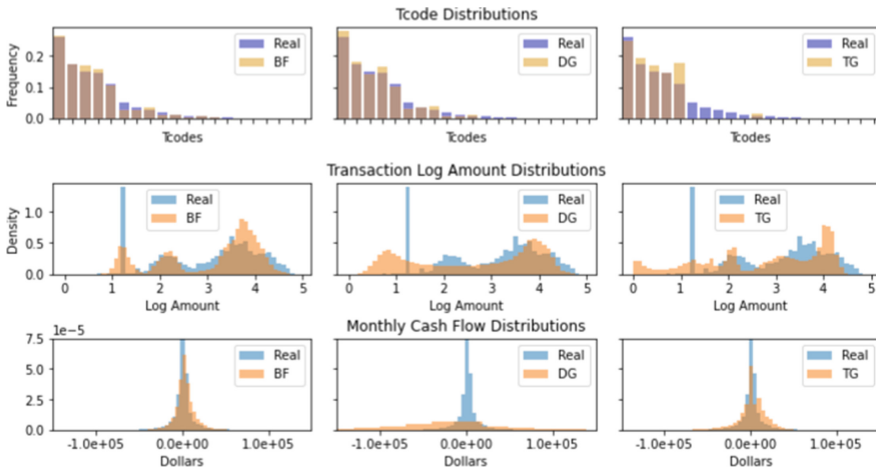 Tcode Distributions
Frequency
0.2
0.1
0.0
Real
BF
Real
DG
Real
TG
Tcodes
Tcodes
Tcodes
Transaction Log Amount Distributions
Density
1.0
0.5
0.0
Real
BF
Real
DG
Real
TG
0 1 2 3 4 5
0 1 2 3 4 5
0 1 2 3 4 5
Log Amount
Log Amount
Log Amount
Monthly Cash Flow Distributions
1e−5
7.5
5.0
2.5
0.0
Real
BF
Real
DG
Real
TG
-1.0e+05 0.0e+00 1.0e+05
-1.0e+05 0.0e+00 1.0e+05
-1.0e+05 0.0e+00 1.0e+05
Dollars
Dollars
Dollars